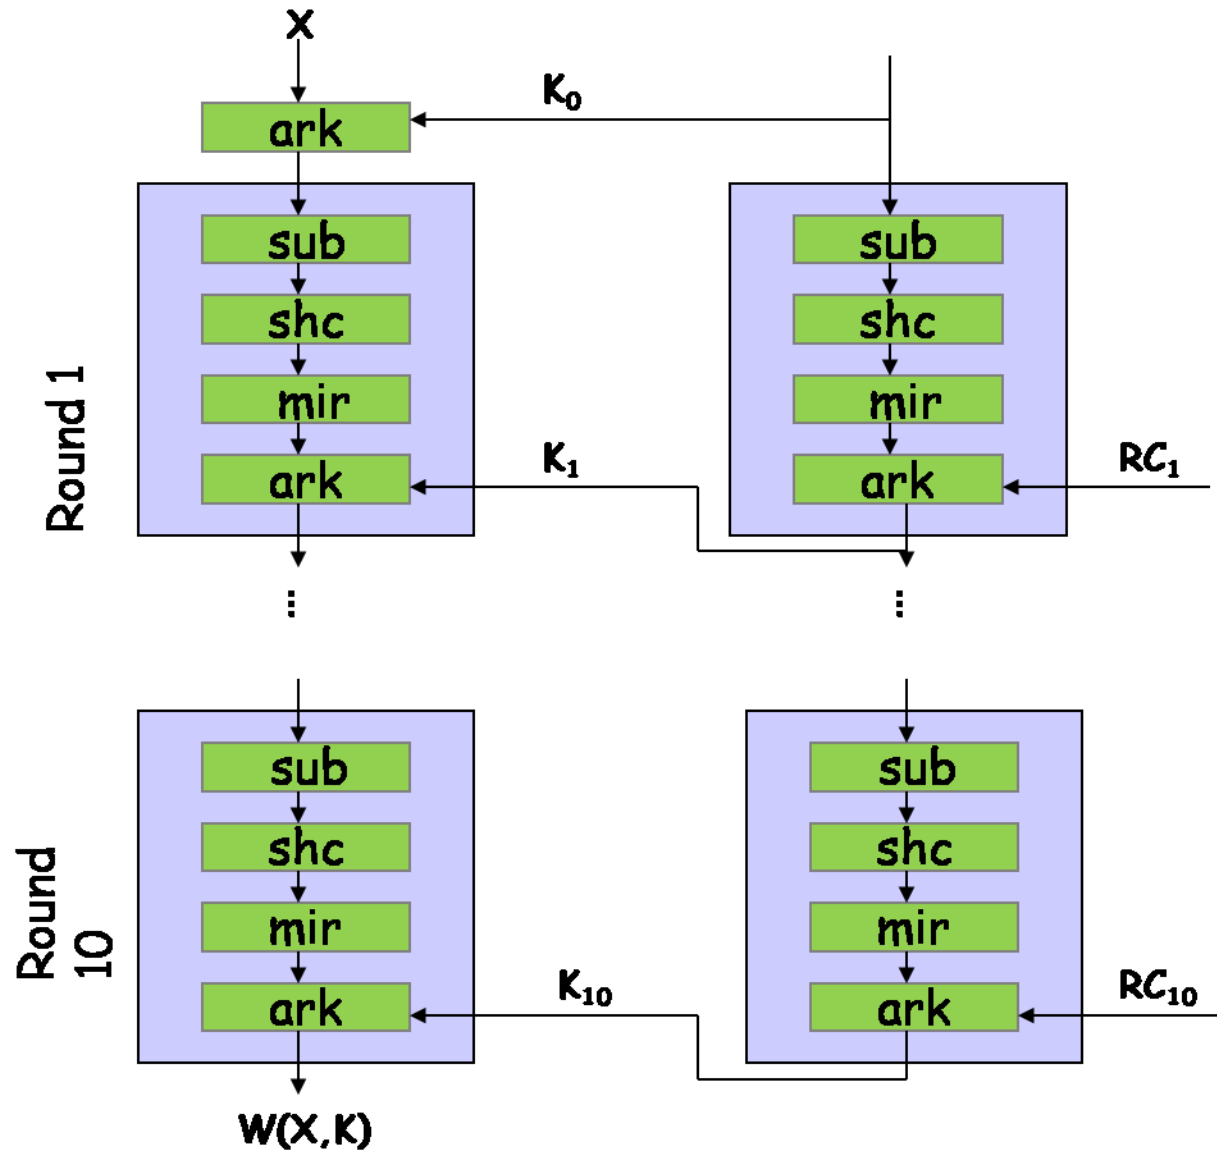 X
K₀
ark
sub
sub
shc
shc
mir
mir
Round 1
K₁
RC₁
ark
ark
...
...
sub
sub
shc
shc
Round
10
mir
mir
K₁₀
RC₁₀
ark
ark
W(X,K)